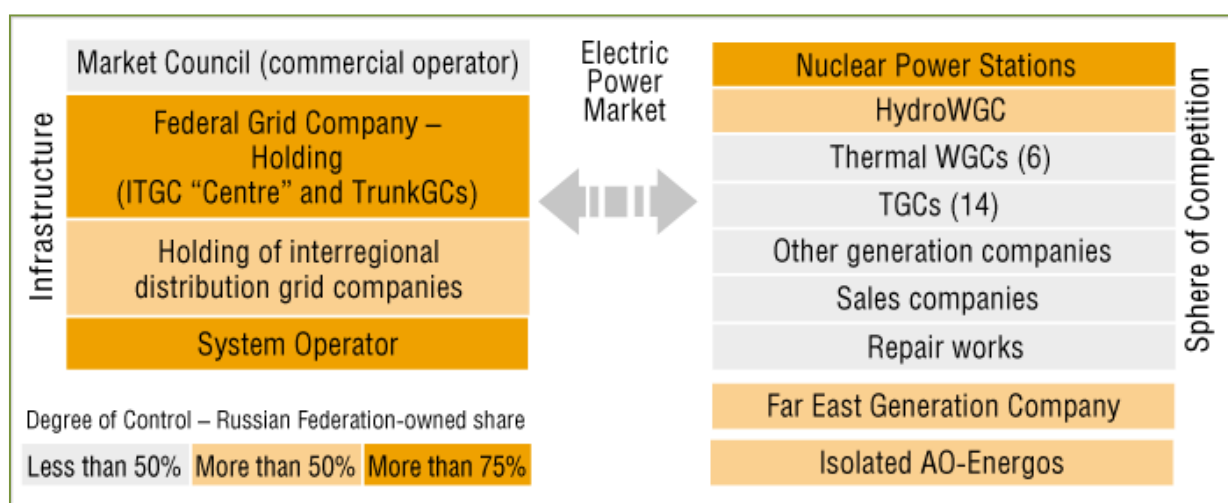 Infrastructure
Market Council (commercial operator)
Federal Grid Company –
Holding
(ITGC “Centre” and TrunkGCs)
Holding of interregional
distribution grid companies
System Operator
Degree of Control – Russian Federation-owned share
Less than 50%
More than 50%
More than 75%
Electric
Power
Market
Nuclear Power Stations
HydroWGC
Thermal WGCs (6)
TGCs (14)
Other generation companies
Sales companies
Repair works
Far East Generation Company
Isolated AO-Energos
Sphere of Competition